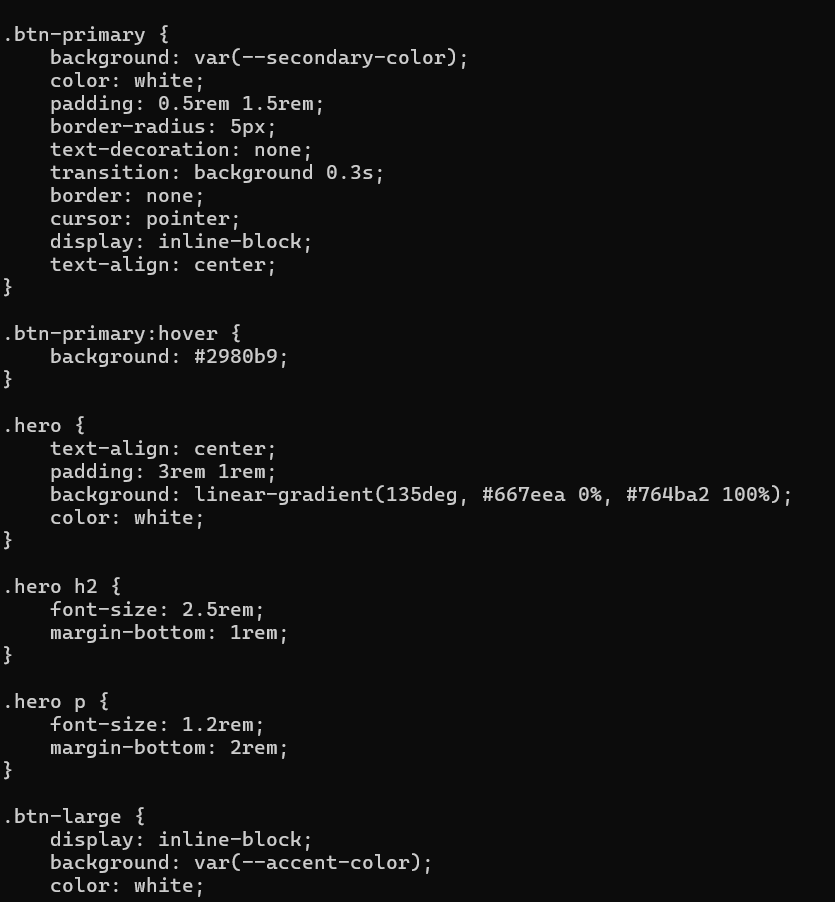 .btn-primary {
    background: var(--secondary-color);
    color: white;
    padding: 0.5rem 1.5rem;
    border-radius: 5px;
    text-decoration: none;
    transition: background 0.3s;
    border: none;
    cursor: pointer;
    display: inline-block;
    text-align: center;
}

.btn-primary:hover {
    background: #2980b9;
}

.hero {
    text-align: center;
    padding: 3rem 1rem;
    background: linear-gradient(135deg, #667eea 0%, #764ba2 100%);
    color: white;
}

.hero h2 {
    font-size: 2.5rem;
    margin-bottom: 1rem;
}

.hero p {
    font-size: 1.2rem;
    margin-bottom: 2rem;
}

.btn-large {
    display: inline-block;
    background: var(--accent-color);
    color: white;